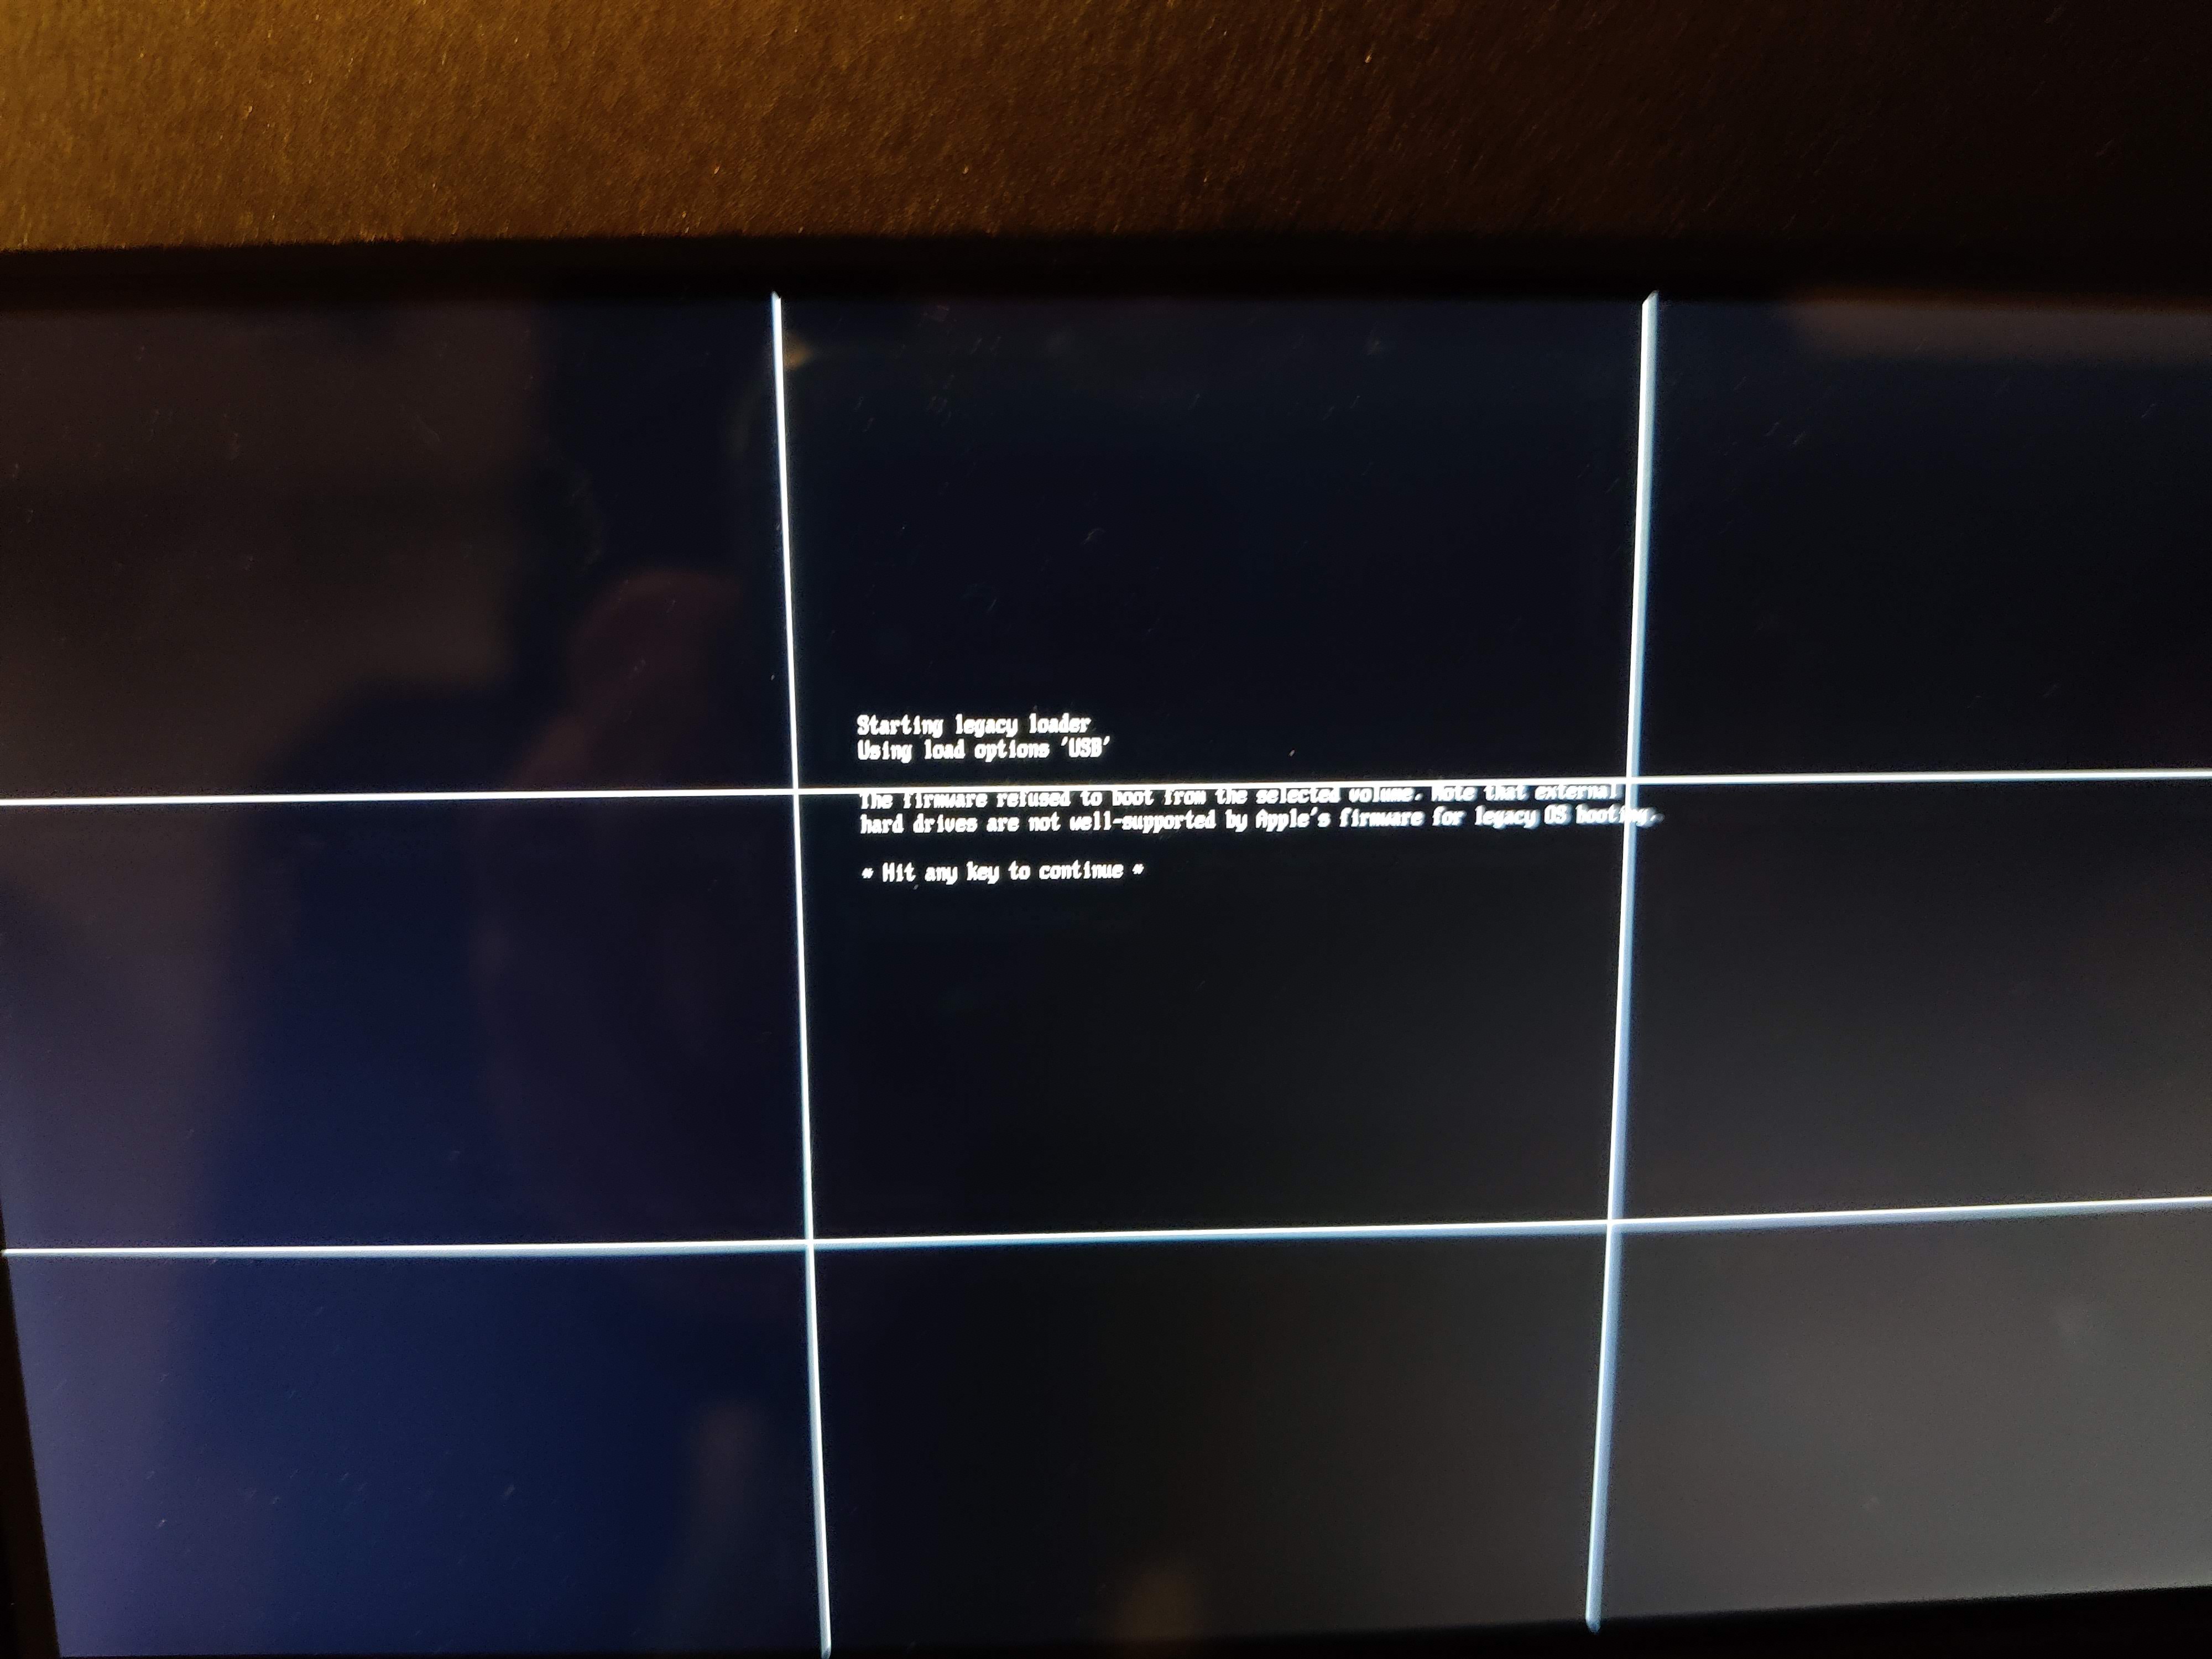 Starting legacy loader
Using load options 'USB'
The firmware refused to boot from the selected volume. Note that external
hard drives are not well-supported by Apple's firmware for legacy OS booting.
* Hit any key to continue *